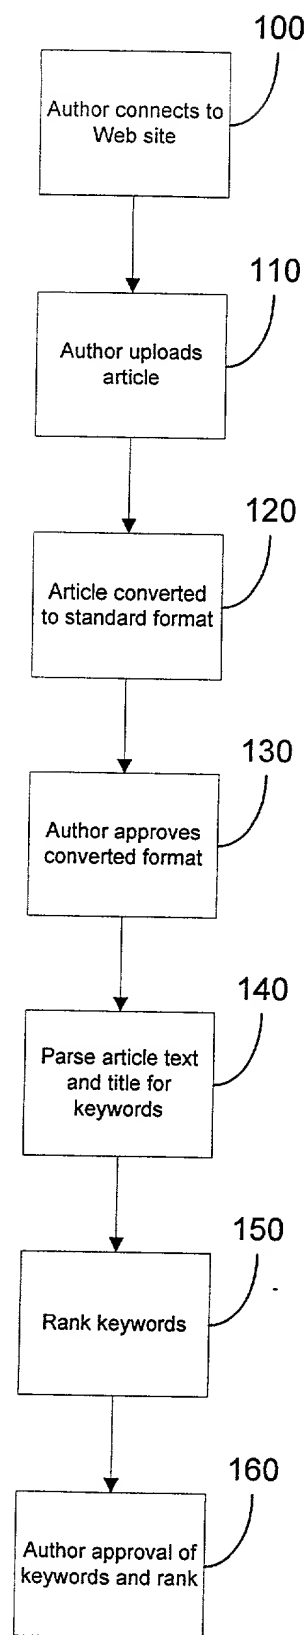 100
Author connects to
Web site
110
Author uploads
article
120
Article converted
to standard format
130
Author approves
converted format
140
Parse article text
and title for
keywords
150
Rank keywords
160
Author approval of
keywords and rank